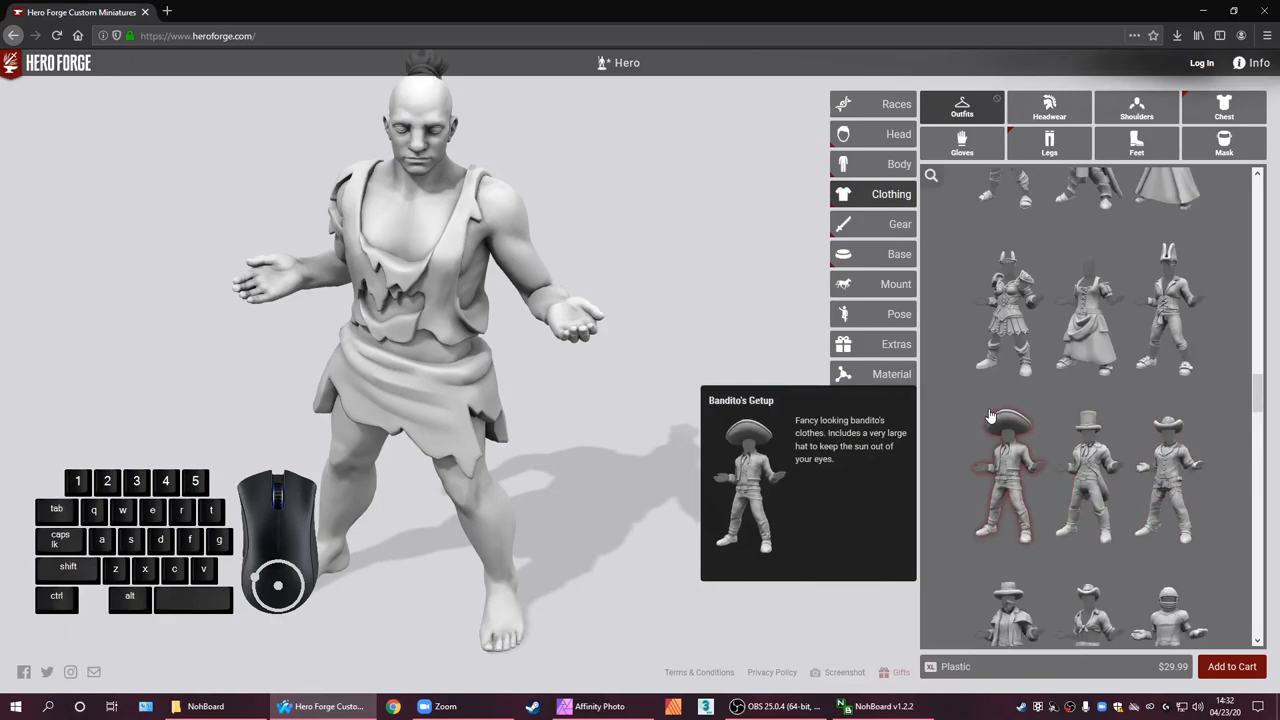 Hero Forge Custom Miniatures
https://www.heroforge.com/
HERO FORGE
Hero
Log In
Info
Races
Head
Body
Clothing
Gear
Base
Mount
Pose
Extras
Material
Outfits
Headwear
Shoulders
Chest
Gloves
Legs
Feet
Mask
Bandito's Getup
Fancy looking bandito's
clothes. Includes a very large
hat to keep the sun out of
your eyes.
1 2 3 4 5
tab q w e r t
caps
lk a s d f g
shift z x c v
ctrl alt
Terms & Conditions Privacy Policy Screenshot Gifts
XL Plastic $29.99 Add to Cart
NohBoard
Hero Forge Custo...
Zoom
Affinity Photo
OBS 25.0.4 (64-bit, ...
NohBoard v1.2.2
14:32
04/23/20